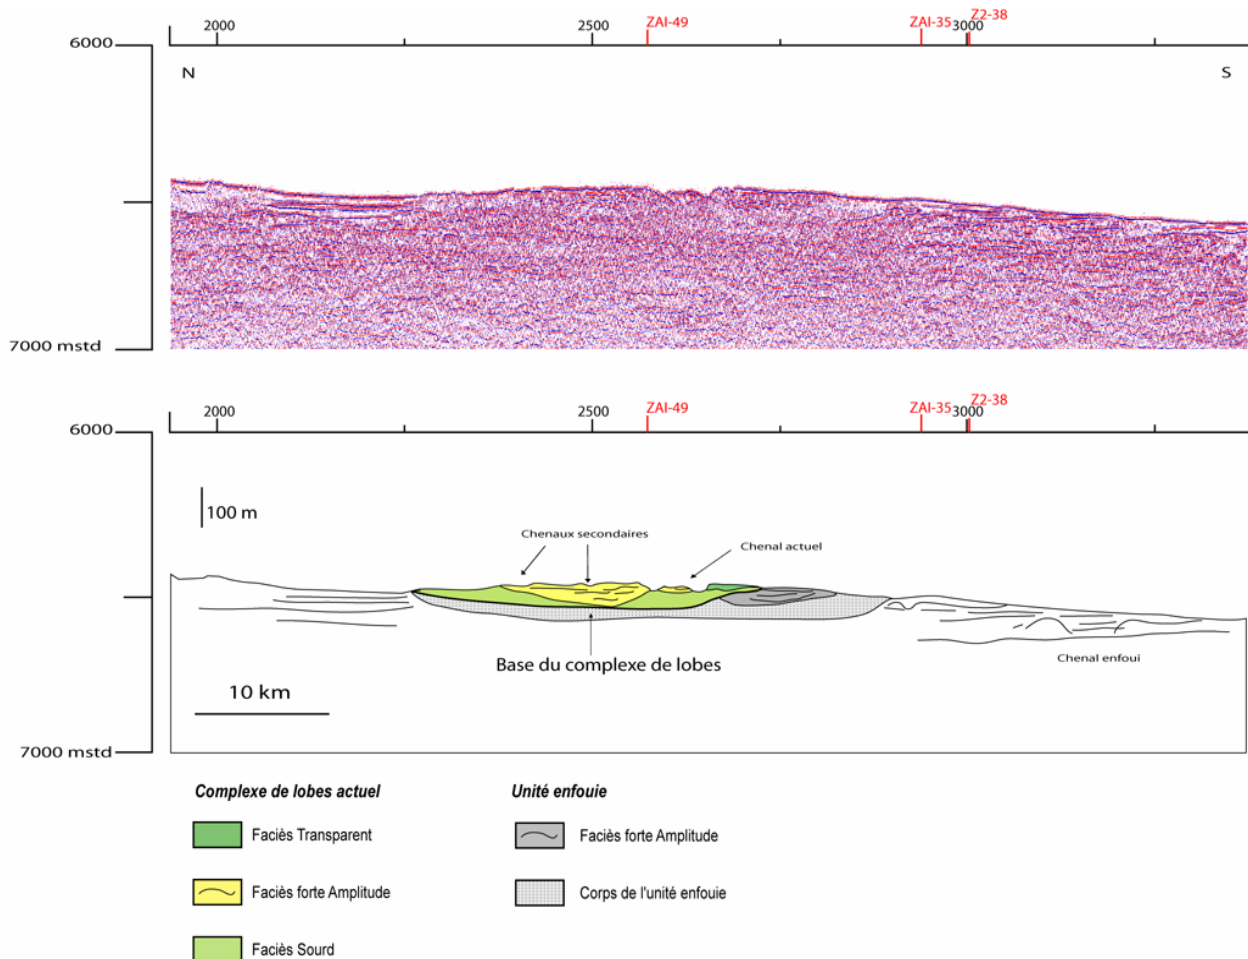 2000 2500 ZAI-49 ZAI-35 3000 Z2-38
6000
N S
7000 mstd
2000 2500 ZAI-49 ZAI-35 3000 Z2-38
6000
100 m
Chenaux secondaires
Chenal actuel
Base du complexe de lobes
Chenal enfoui
10 km
7000 mstd
Complexe de lobes actuel Unité enfouie
Faciès Transparent Faciès forte Amplitude
Faciès forte Amplitude Corps de l'unité enfouie
Faciès Sourd